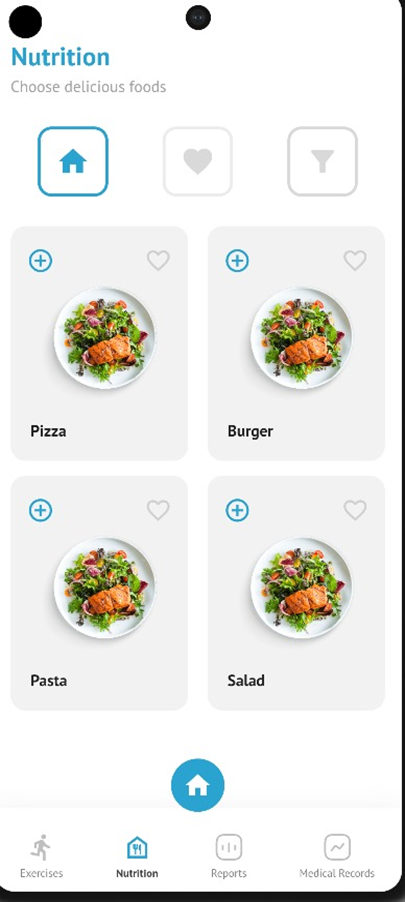 Nutrition
Choose delicious foods
Pizza
Burger
Pasta
Salad
Exercises
Nutrition
Reports
Medical Records